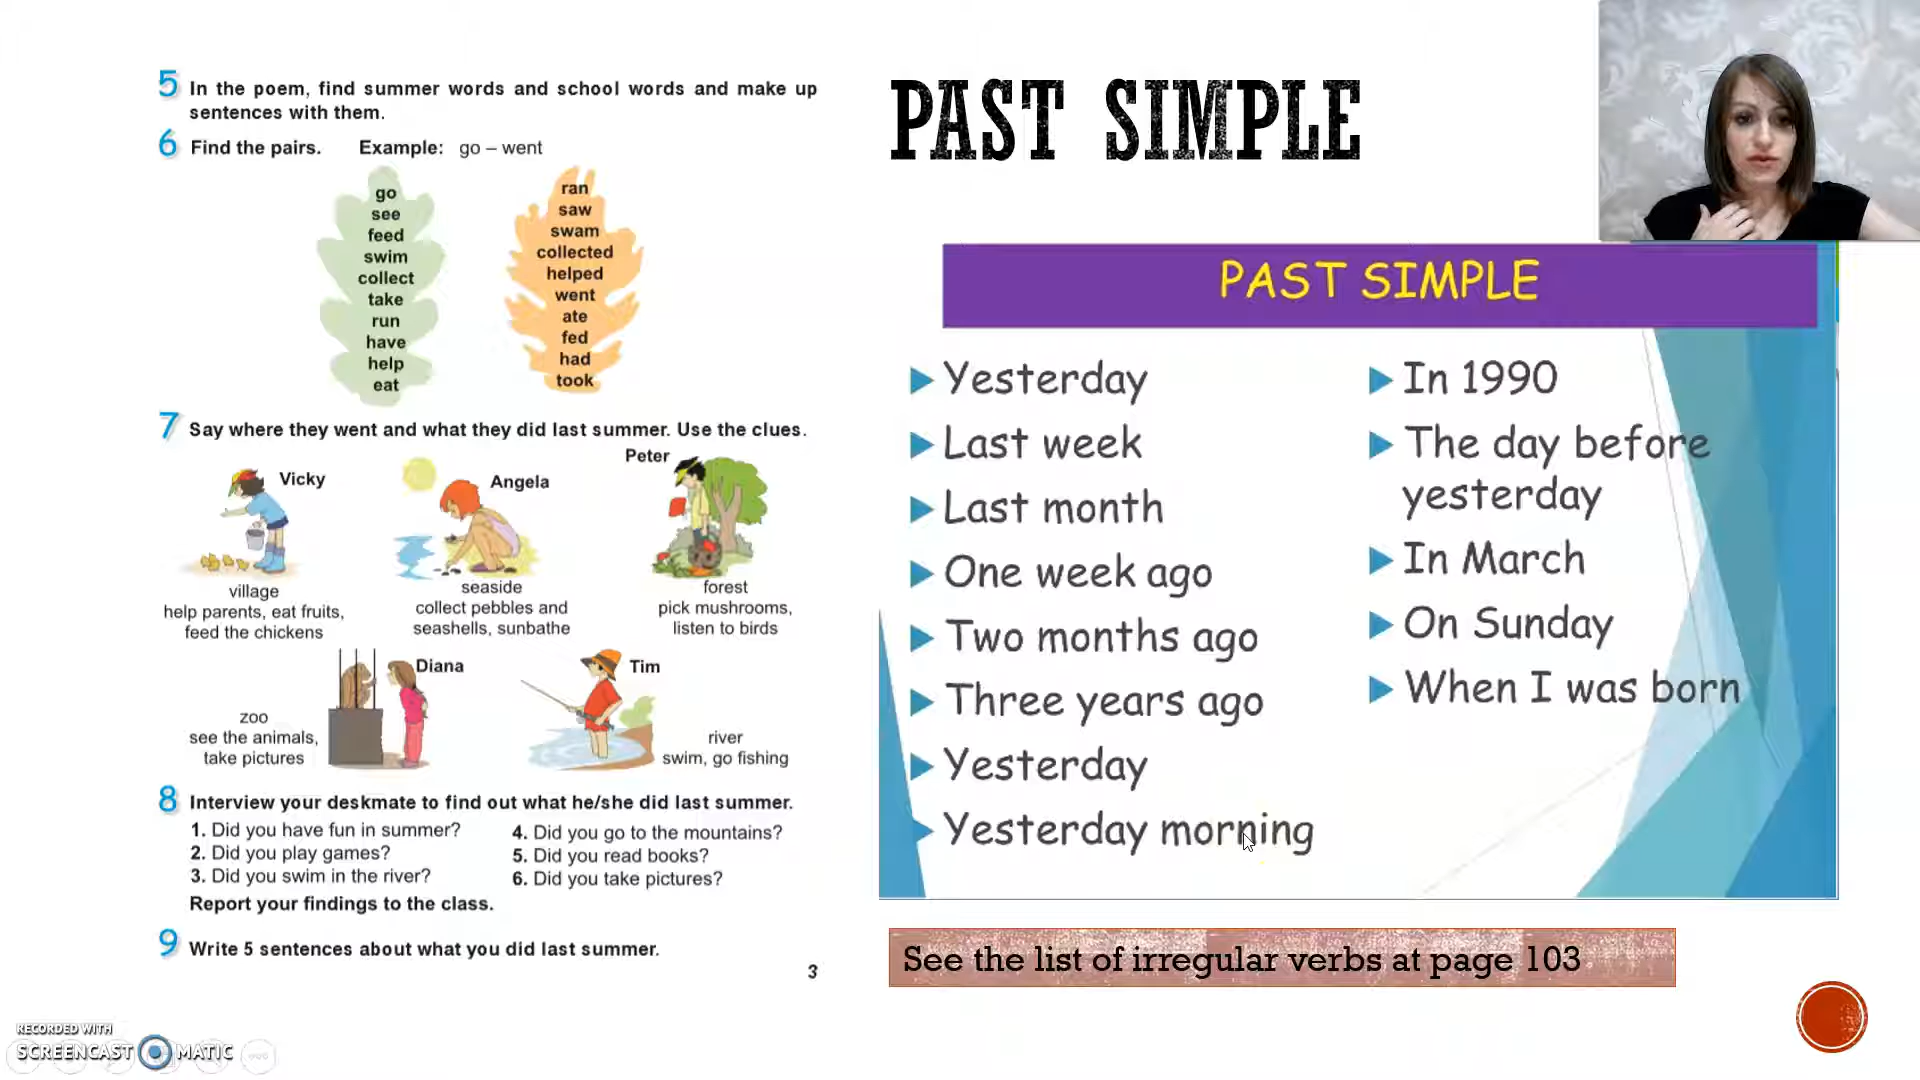 5 In the poem, find summer words and school words and make up
sentences with them.
6 Find the pairs. Example: go – went
go
see
feed
swim
collect
take
run
have
help
eat
ran
saw
swam
collected
helped
went
ate
fed
had
took
7 Say where they went and what they did last summer. Use the clues.
Vicky
village
help parents, eat fruits,
feed the chickens
Angela
seaside
collect pebbles and
seashells, sunbathe
Peter
forest
pick mushrooms,
listen to birds
Diana
zoo
see the animals,
take pictures
Tim
river
swim, go fishing
8 Interview your deskmate to find out what he/she did last summer.
1. Did you have fun in summer?
2. Did you play games?
3. Did you swim in the river?
4. Did you go to the mountains?
5. Did you read books?
6. Did you take pictures?
Report your findings to the class.
9 Write 5 sentences about what you did last summer.
3
PAST SIMPLE
PAST SIMPLE
Yesterday
Last week
Last month
One week ago
Two months ago
Three years ago
Yesterday
Yesterday morning
In 1990
The day before
yesterday
In March
On Sunday
When I was born
See the list of irregular verbs at page 103
RECORDED WITH
SCREENCAST MATIC